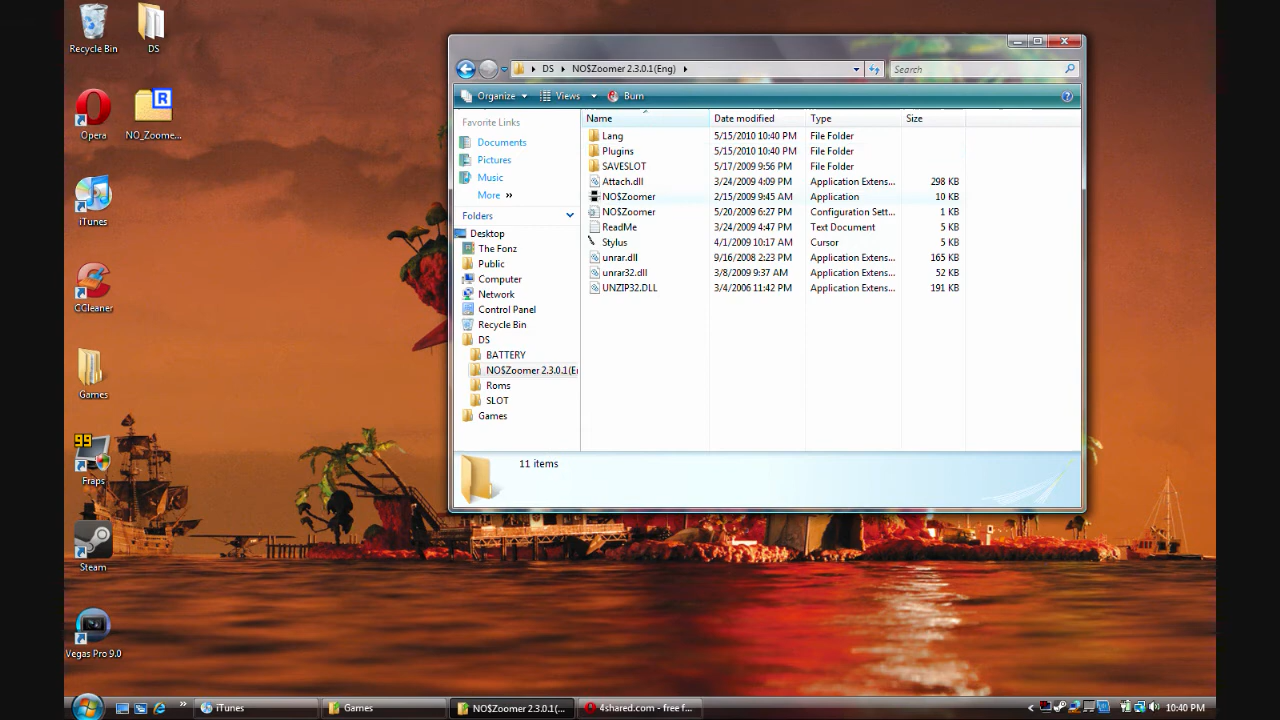 Recycle Bin
DS
Opera
NO_Zoome...
iTunes
CCleaner
Games
99
Fraps
Steam
Vegas Pro 9.0
DS
NO$Zoomer 2.3.0.1(Eng)
Search
Organize
Views
Burn
Favorite Links
Documents
Pictures
Music
More »
Folders
Desktop
The Fonz
Public
Computer
Network
Control Panel
Recycle Bin
DS
BATTERY
NO$Zoomer 2.3.0.1(E
Roms
SLOT
Games
Name Date modified Type Size
Lang 5/15/2010 10:40 PM File Folder
Plugins 5/15/2010 10:40 PM File Folder
SAVESLOT 5/17/2009 9:56 PM File Folder
Attach.dll 3/24/2009 4:09 PM Application Extens... 298 KB
NO$Zoomer 2/15/2009 9:45 AM Application 10 KB
NO$Zoomer 5/20/2009 6:27 PM Configuration Sett... 1 KB
ReadMe 3/24/2009 4:47 PM Text Document 5 KB
Stylus 4/1/2009 10:17 AM Cursor 5 KB
unrar.dll 9/16/2008 2:23 PM Application Extens... 165 KB
unrar32.dll 3/8/2009 9:37 AM Application Extens... 52 KB
UNZIP32.DLL 3/4/2006 11:42 PM Application Extens... 191 KB
11 items
iTunes
Games
NO$Zoomer 2.3.0.1(...
4shared.com - free f...
10:40 PM